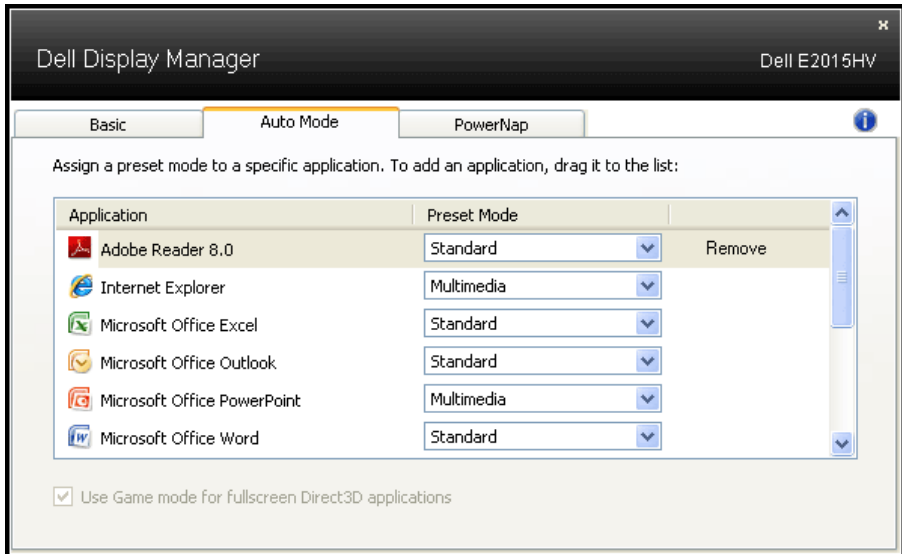 x
Dell Display Manager Dell E2015HV
Basic Auto Mode PowerNap
Assign a preset mode to a specific application. To add an application, drag it to the list:
Application Preset Mode
Adobe Reader 8.0 Standard Remove
Internet Explorer Multimedia
Microsoft Office Excel Standard
Microsoft Office Outlook Standard
Microsoft Office PowerPoint Multimedia
Microsoft Office Word Standard
Use Game mode for fullscreen Direct3D applications